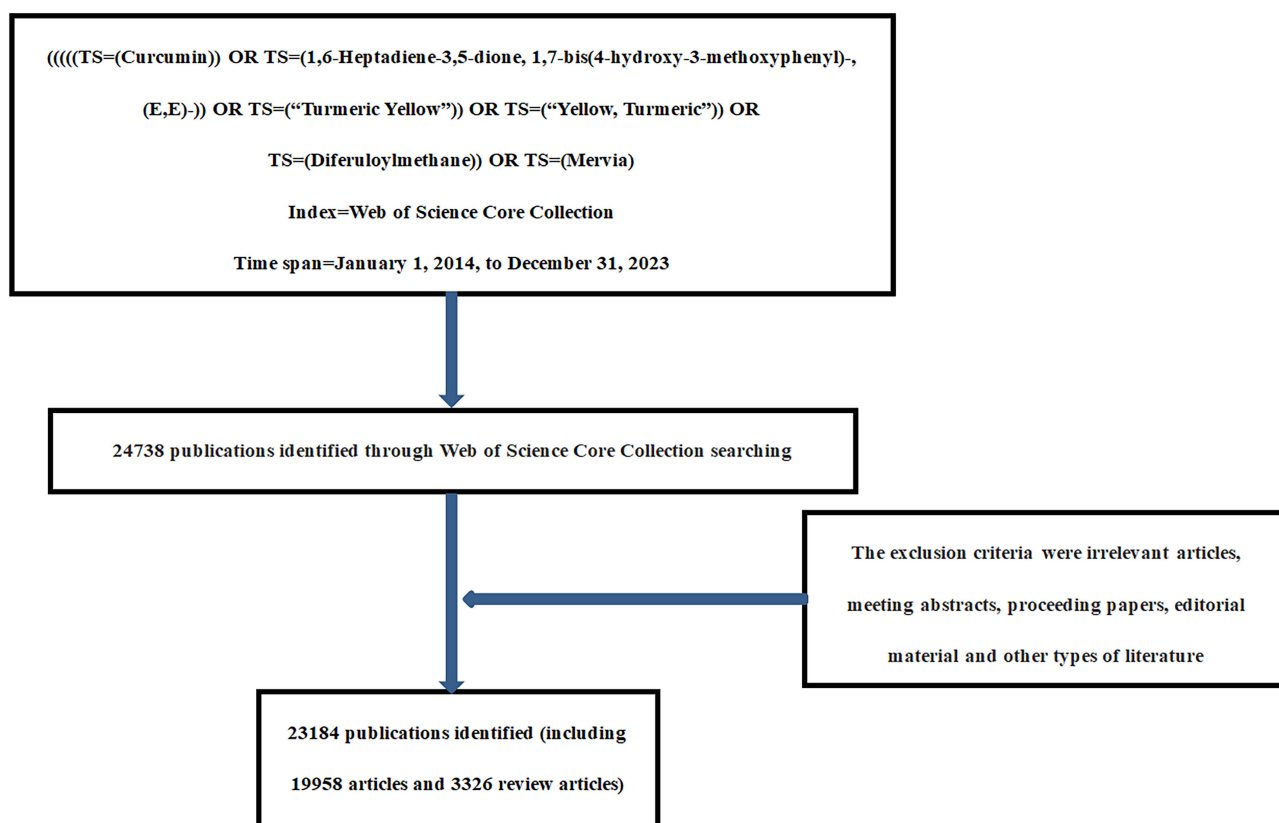 (((((TS=(Curcumin)) OR TS=(1,6-Heptadiene-3,5-dione, 1,7-bis(4-hydroxy-3-methoxyphenyl)-,
(E,E)-)) OR TS=(“Turmeric Yellow”)) OR TS=(“Yellow, Turmeric”)) OR
TS=(Diferuloylmethane)) OR TS=(Mervia)
Index=Web of Science Core Collection
Time span=January 1, 2014, to December 31, 2023
24738 publications identified through Web of Science Core Collection searching
The exclusion criteria were irrelevant articles,
meeting abstracts, proceeding papers, editorial
material and other types of literature
23184 publications identified (including
19958 articles and 3326 review articles)